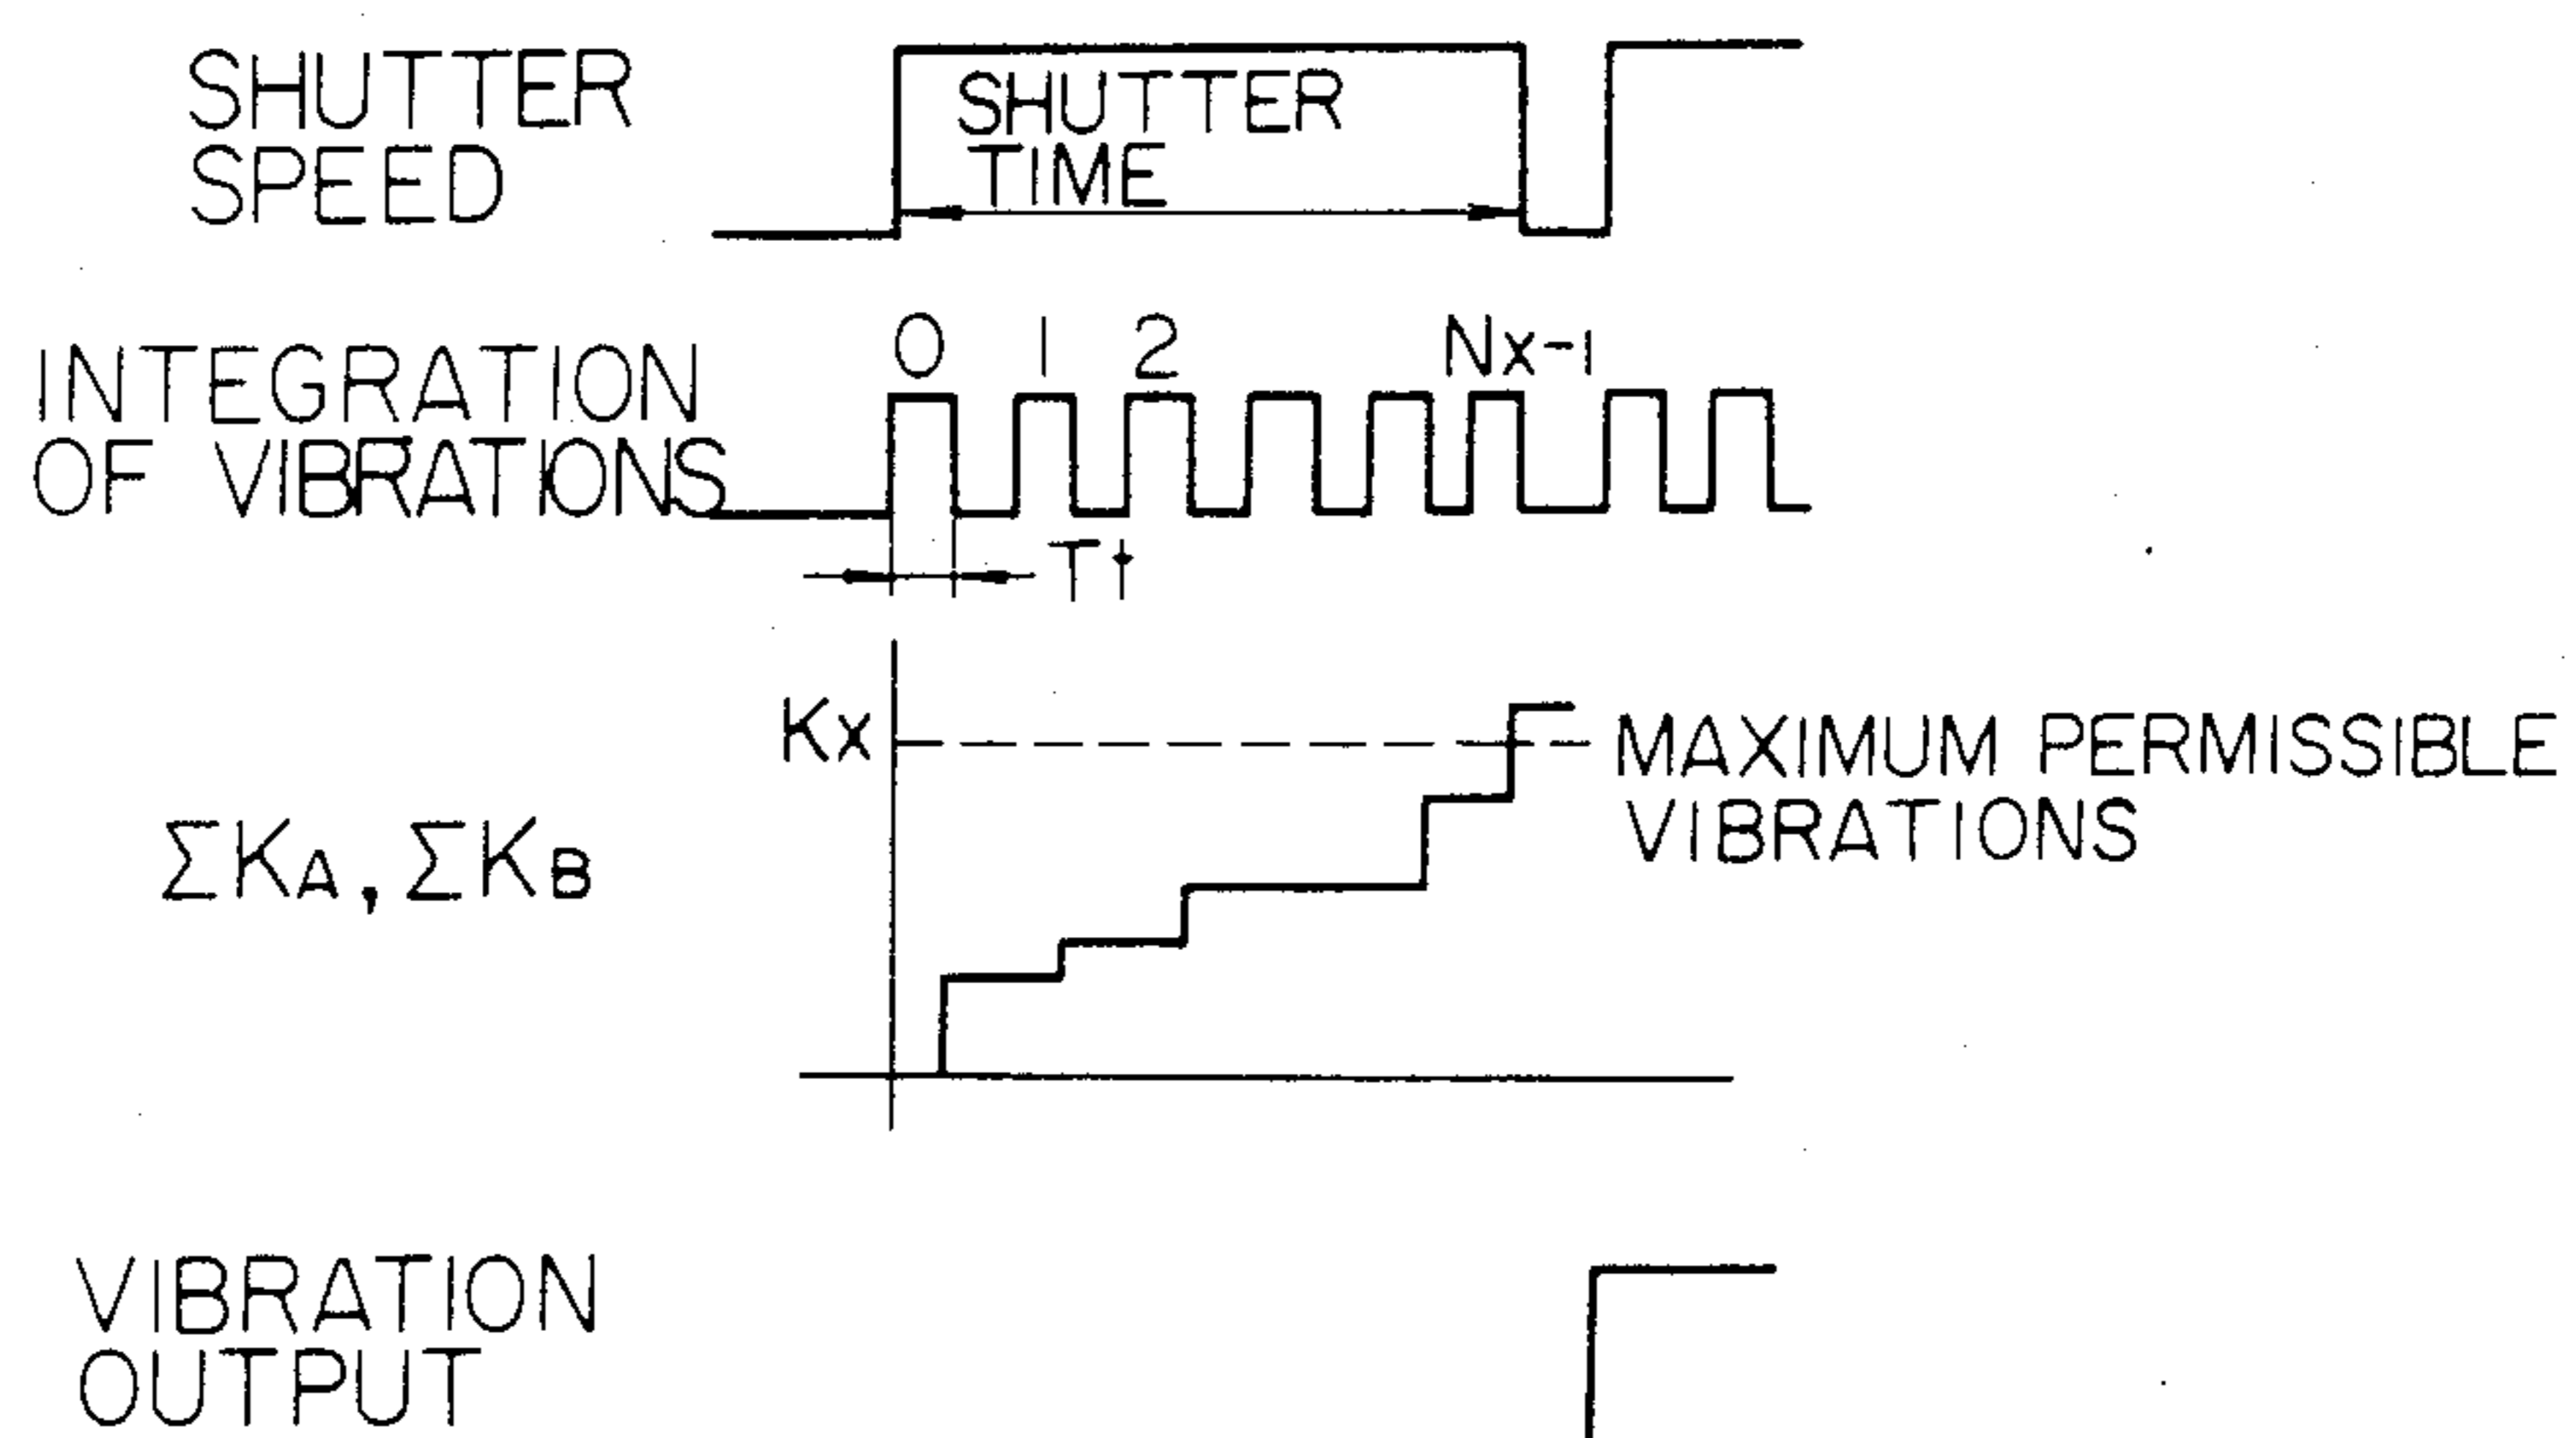 SHUTTER
SPEED
SHUTTER
TIME
INTEGRATION
OF VIBRATIONS
0 1 2 Nx-1
Tt
Kx
MAXIMUM PERMISSIBLE
VIBRATIONS
ΣKA, ΣKB
VIBRATION
OUTPUT